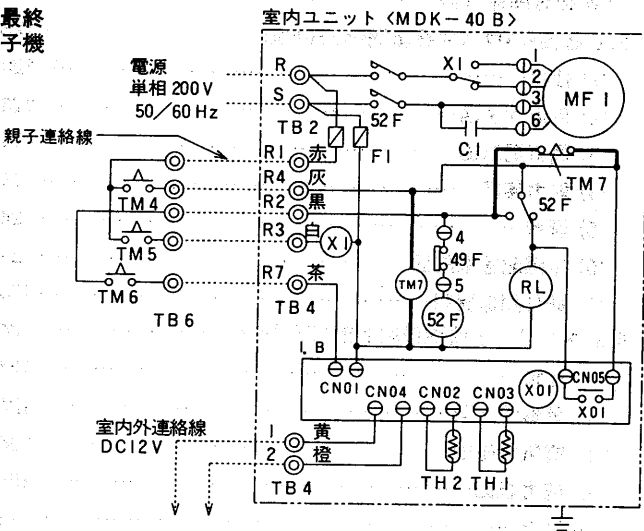 最終
子機
室内ユニット〈MDK-40B〉
電源
単相200V
50/60Hz
R
S
TB2
52F
X1
1
2
3
6
MF1
C1
親子連絡線
R1
赤
F1
R4
灰
R2
黒
R3
白
X1
R7
茶
TB4
TM4
TM5
TM6
TB6
TM7
52F
4
49F
5
TM7
52F
RL
I.B
CN01
CN04
CN02
CN03
X01
CN05
X01
室内外連絡線
DC12V
1
黄
2
橙
TB4
TH2
TH1